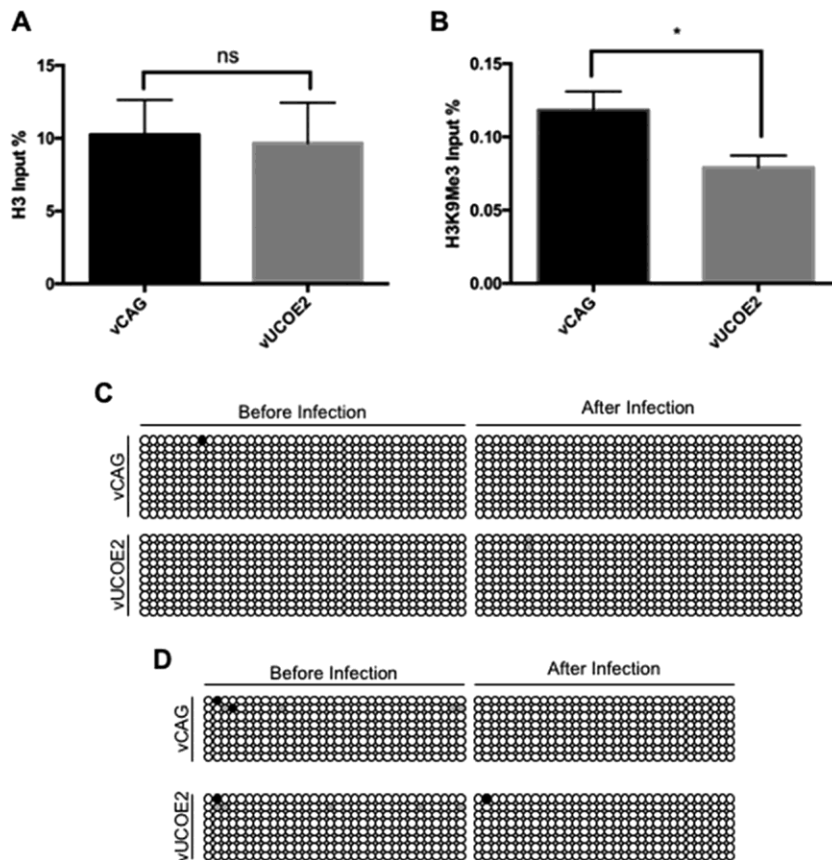 A
ns
15
10
5
0
H3 Input %
vCAG
vUCOE2
B
*
0.15
0.10
0.05
0.00
H3K9Me3 Input %
vCAG
vUCOE2
C
Before Infection
After Infection
vCAG
vUCOE2
D
Before Infection
After Infection
vCAG
vUCOE2